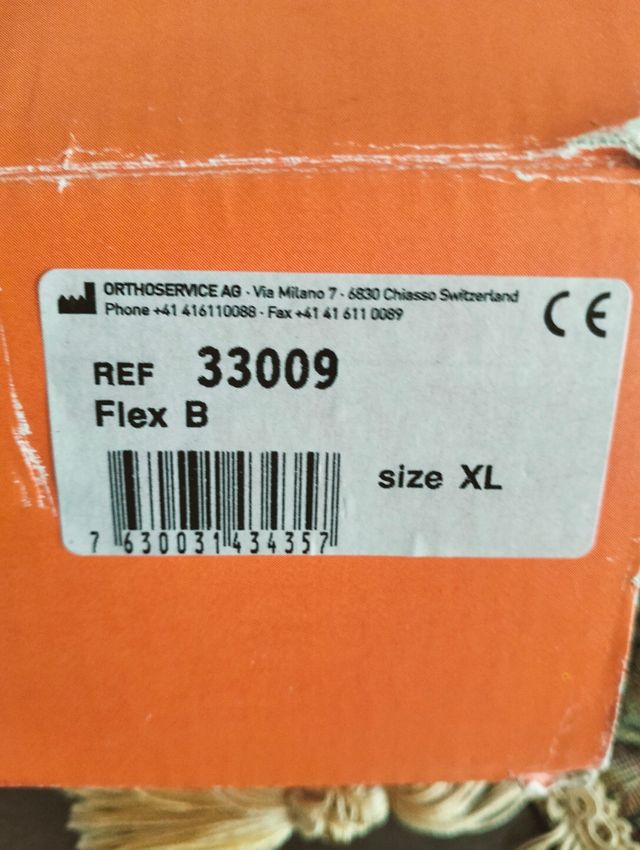 ORTHOSERVICE AG · Via Milano 7 · 6830 Chiasso Switzerland
Phone +41 416110088 · Fax +41 41 611 0089
CE
REF 33009
Flex B
size XL
7 630031 434357